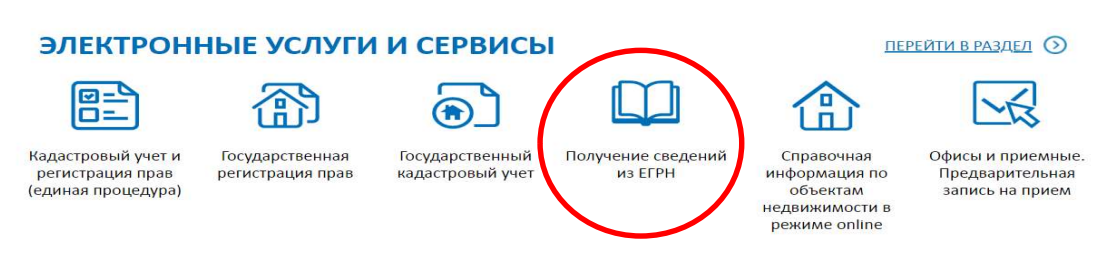 ЭЛЕКТРОННЫЕ УСЛУГИ И СЕРВИСЫ
ПЕРЕЙТИ В РАЗДЕЛ
Кадастровый учет и
регистрация прав
(единая процедура)
Государственная
регистрация прав
Государственный
кадастровый учет
Получение сведений
из ЕГРН
Справочная
информация по
объектам
недвижимости в
режиме online
Офисы и приемные.
Предварительная
запись на прием